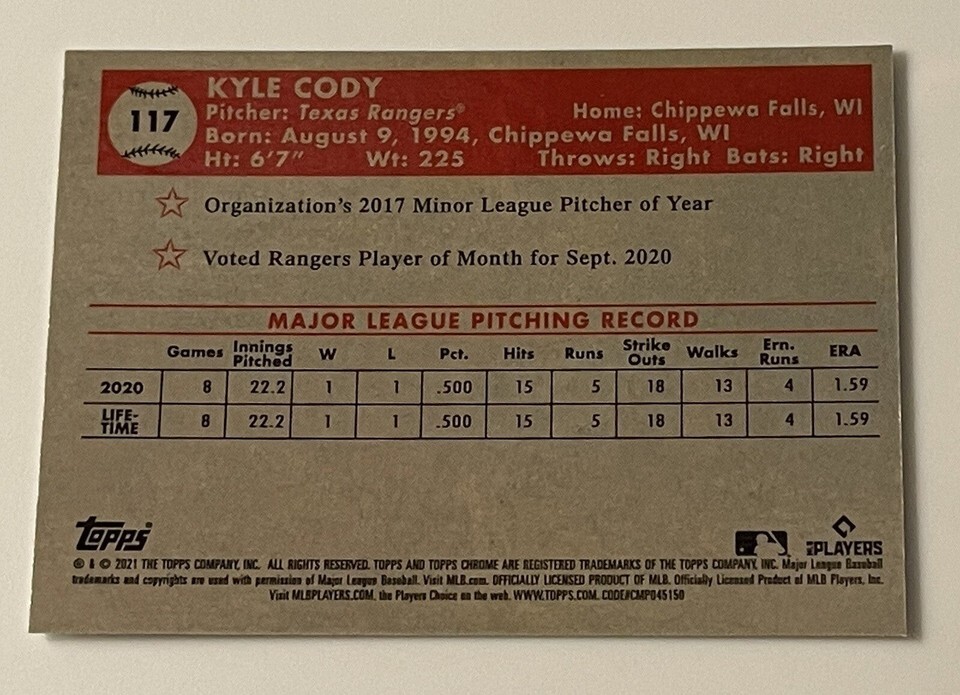 117
KYLE CODY
Pitcher: Texas Rangers® Home: Chippewa Falls, WI
Born: August 9, 1994, Chippewa Falls, WI
Ht: 6'7" Wt: 225 Throws: Right Bats: Right
Organization's 2017 Minor League Pitcher of Year
Voted Rangers Player of Month for Sept. 2020
MAJOR LEAGUE PITCHING RECORD
Games Innings Pitched W L Pct. Hits Runs Strike Outs Walks Ern. Runs ERA
2020 8 22.2 1 1 .500 15 5 18 13 4 1.59
LIFE-TIME 8 22.2 1 1 .500 15 5 18 13 4 1.59
Topps®
MLB PLAYERS
® & © 2021 THE TOPPS COMPANY, INC. ALL RIGHTS RESERVED. TOPPS AND TOPPS CHROME ARE REGISTERED TRADEMARKS OF THE TOPPS COMPANY, INC. Major League Baseball
trademarks and copyrights are used with permission of Major League Baseball. Visit MLB.com. OFFICIALLY LICENSED PRODUCT OF MLB. Officially Licensed Product of MLB Players, Inc.
Visit MLBPLAYERS.COM, the Players Choice on the web. WWW.TOPPS.COM. CODE#CMP045150